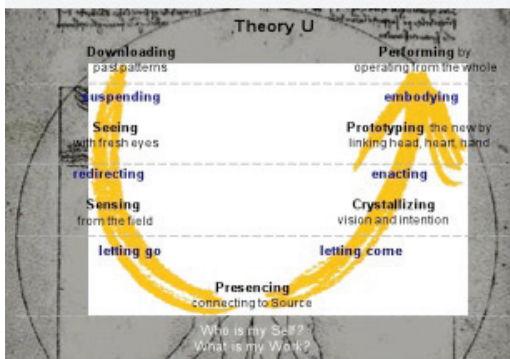 Theory U
Downloading
past patterns
Performing by
operating from the whole
suspending
embodying
Seeing
with fresh eyes
Prototyping the new by
linking head, heart, hand
redirecting
enacting
Sensing
from the field
Crystallizing
vision and intention
letting go
letting come
Presencing
connecting to Source
Who is my Self?
What is my Work?